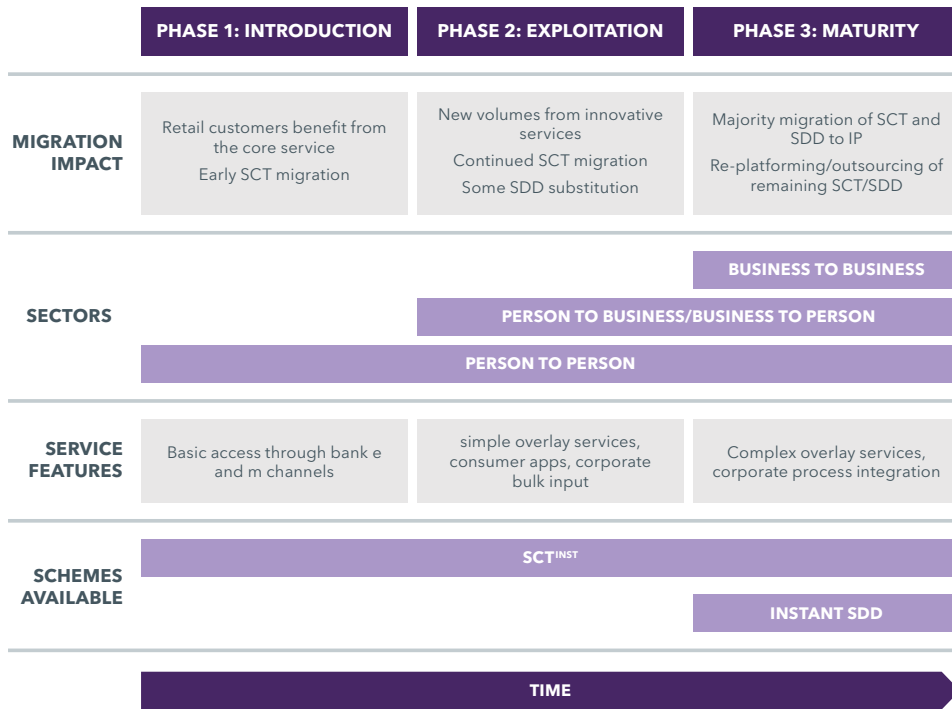 PHASE 1: INTRODUCTION
PHASE 2: EXPLOITATION
PHASE 3: MATURITY
MIGRATION
IMPACT
Retail customers benefit from
the core service
Early SCT migration
New volumes from innovative
services
Continued SCT migration
Some SDD substitution
Majority migration of SCT and
SDD to IP
Re-platforming/outsourcing of
remaining SCT/SDD
SECTORS
BUSINESS TO BUSINESS
PERSON TO BUSINESS/BUSINESS TO PERSON
PERSON TO PERSON
SERVICE
FEATURES
Basic access through bank e
and m channels
simple overlay services,
consumer apps, corporate
bulk input
Complex overlay services,
corporate process integration
SCHEMES
AVAILABLE
SCTINST
INSTANT SDD
TIME